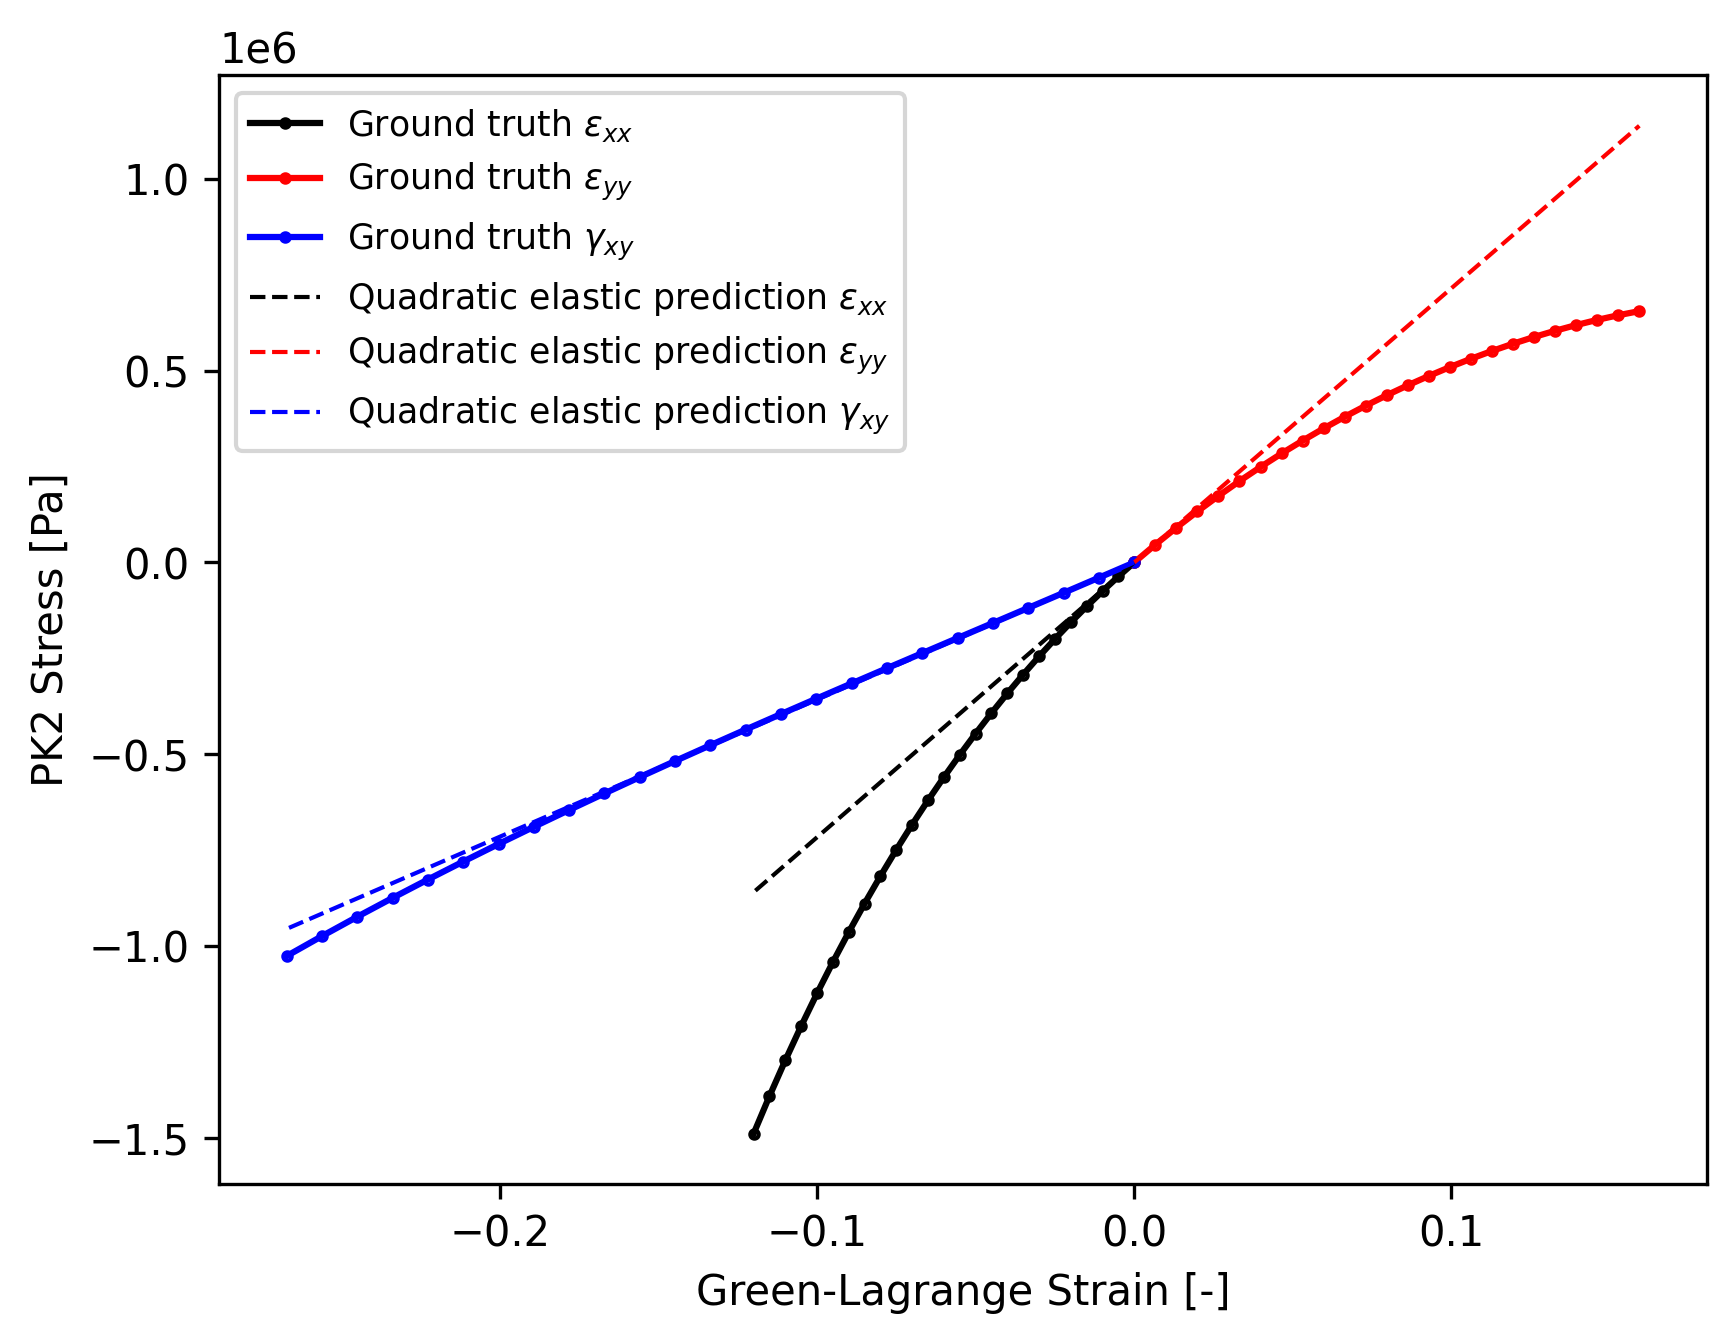 1e6
Ground truth εxx
Ground truth εyy
Ground truth γxy
Quadratic elastic prediction εxx
Quadratic elastic prediction εyy
Quadratic elastic prediction γxy
1.0
0.5
0.0
−0.5
−1.0
−1.5
PK2 Stress [Pa]
−0.2 −0.1 0.0 0.1
Green-Lagrange Strain [-]